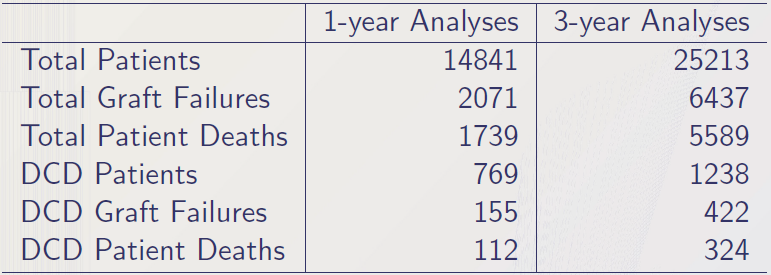 1-year Analyses 3-year Analyses
Total Patients 14841 25213
Total Graft Failures 2071 6437
Total Patient Deaths 1739 5589
DCD Patients 769 1238
DCD Graft Failures 155 422
DCD Patient Deaths 112 324